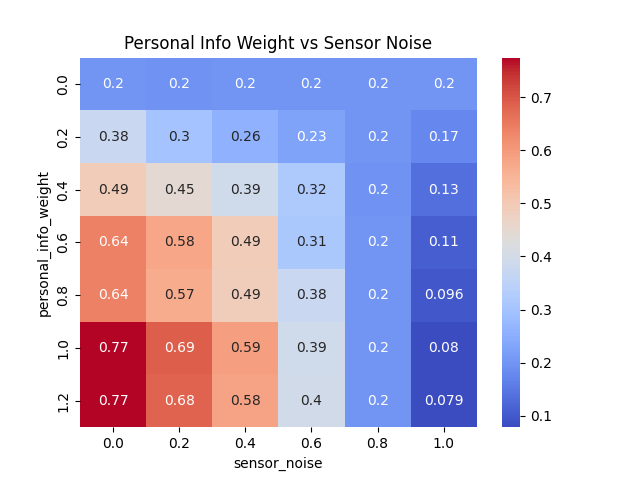 Personal Info Weight vs Sensor Noise
0.0 0.2 0.2 0.2 0.2 0.2 0.2
0.2 0.38 0.3 0.26 0.23 0.2 0.17
0.4 0.49 0.45 0.39 0.32 0.2 0.13
0.6 0.64 0.58 0.49 0.31 0.2 0.11
0.8 0.64 0.57 0.49 0.38 0.2 0.096
1.0 0.77 0.69 0.59 0.39 0.2 0.08
1.2 0.77 0.68 0.58 0.4 0.2 0.079
0.0 0.2 0.4 0.6 0.8 1.0
sensor_noise
personal_info_weight
0.7
0.6
0.5
0.4
0.3
0.2
0.1